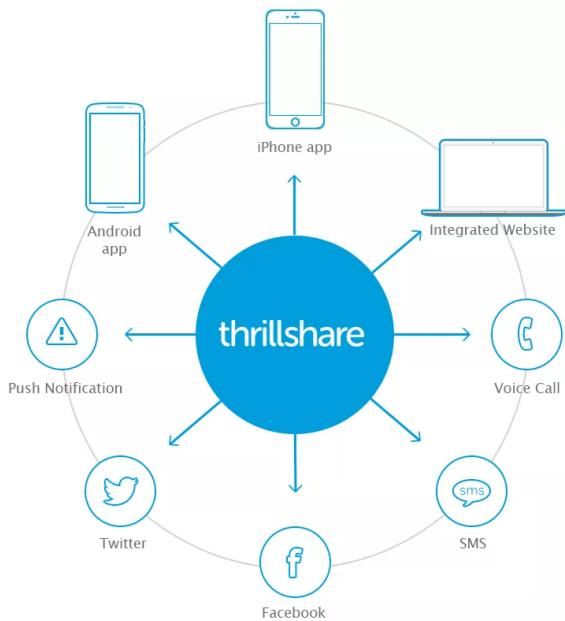 iPhone app
Android
app
Integrated Website
thrillshare
Push Notification
Voice Call
sms
Twitter
SMS
f
Facebook